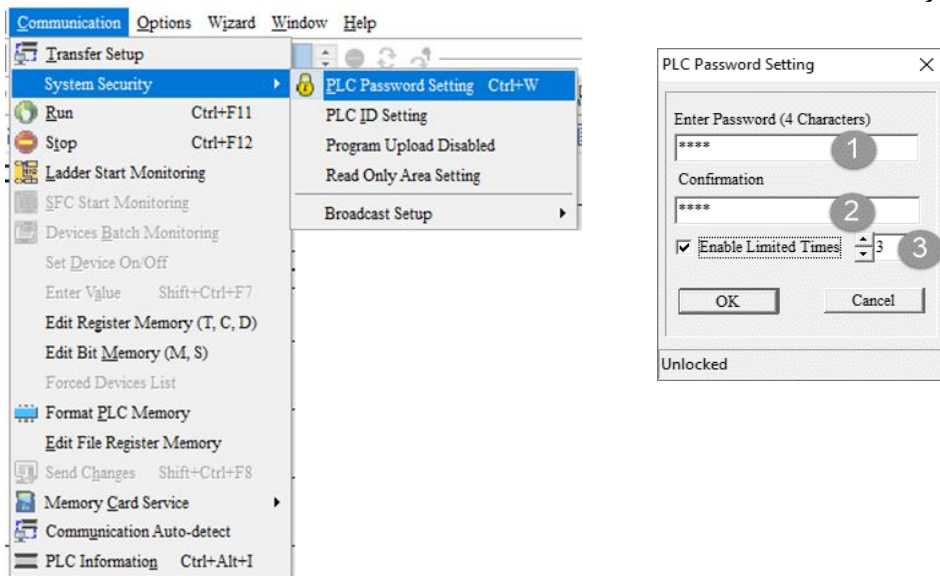 Communication Options Wizard Window Help
Transfer Setup
System Security
Run Ctrl+F11
Stop Ctrl+F12
Ladder Start Monitoring
SFC Start Monitoring
Devices Batch Monitoring
Set Device On/Off
Enter Value Shift+Ctrl+F7
Edit Register Memory (T, C, D)
Edit Bit Memory (M, S)
Forced Devices List
Format PLC Memory
Edit File Register Memory
Send Changes Shift+Ctrl+F8
Memory Card Service
Communication Auto-detect
PLC Information Ctrl+Alt+I
PLC Password Setting Ctrl+W
PLC ID Setting
Program Upload Disabled
Read Only Area Setting
Broadcast Setup
PLC Password Setting
Enter Password (4 Characters)
**** 1
Confirmation
**** 2
Enable Limited Times 3 3
OK Cancel
Unlocked